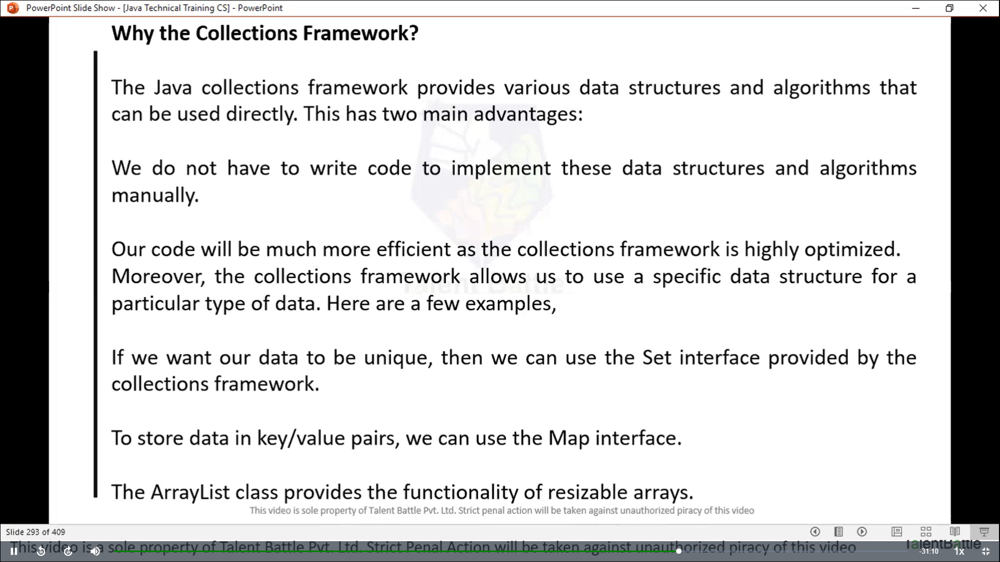 PowerPoint Slide Show - [Java Technical Training CS] - PowerPoint
Why the Collections Framework?
The Java collections framework provides various data structures and algorithms that
can be used directly. This has two main advantages:
We do not have to write code to implement these data structures and algorithms
manually.
Our code will be much more efficient as the collections framework is highly optimized.
Moreover, the collections framework allows us to use a specific data structure for a
particular type of data. Here are a few examples,
If we want our data to be unique, then we can use the Set interface provided by the
collections framework.
To store data in key/value pairs, we can use the Map interface.
The ArrayList class provides the functionality of resizable arrays.
This video is sole property of Talent Battle Pvt. Ltd. Strict penal action will be taken against unauthorized piracy of this video
Talent Battle
Slide 293 of 409
This video is a sole property of Talent Battle Pvt. Ltd. Strict Penal Action will be taken against unauthorized piracy of this video
TalentBattle
10
30
-31:10
1x